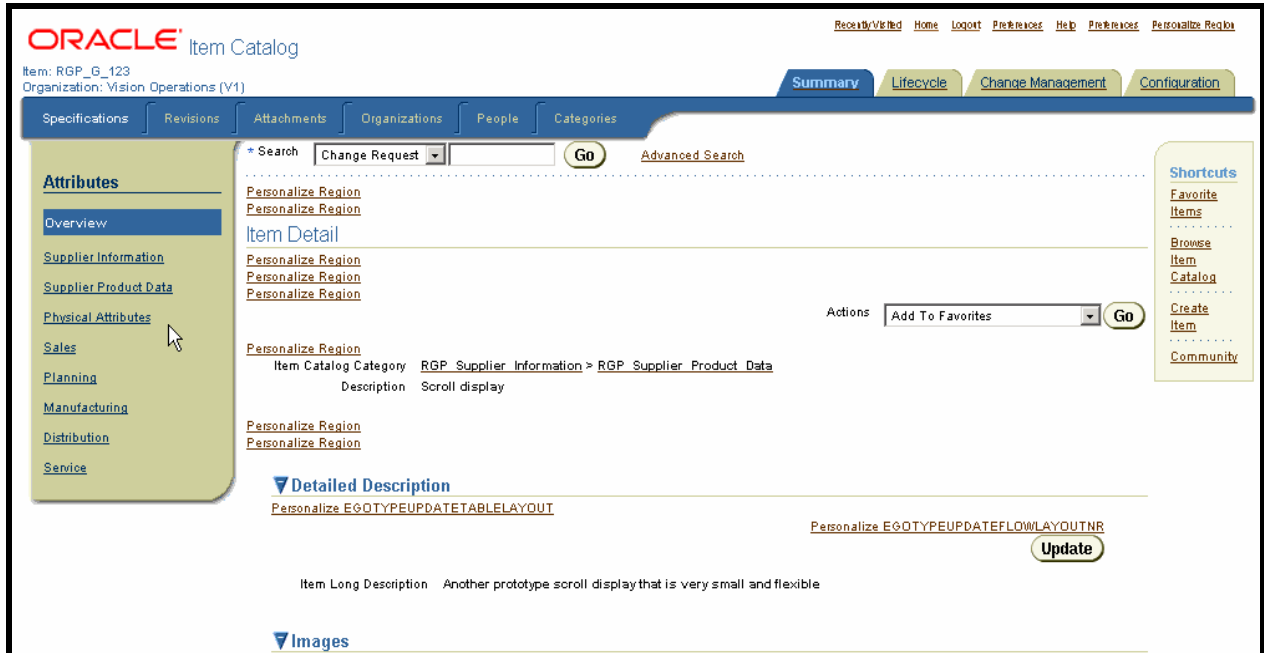 Recently Visited Home Logout Preferences Help Preferences Personalize Region
ORACLE Item Catalog
Item: RGP_G_123
Organization: Vision Operations (V1)
Summary Lifecycle Change Management Configuration
Specifications Revisions Attachments Organizations People Categories
* Search Change Request Go Advanced Search
Attributes
Overview
Supplier Information
Supplier Product Data
Physical Attributes
Sales
Planning
Manufacturing
Distribution
Service
Personalize Region
Personalize Region
Item Detail
Personalize Region
Personalize Region
Personalize Region
Actions Add To Favorites Go
Personalize Region
Item Catalog Category RGP_Supplier_Information > RGP_Supplier_Product_Data
Description Scroll display
Personalize Region
Personalize Region
Detailed Description
Personalize EGOTYPEUPDATETABLELAYOUT
Personalize EGOTYPEUPDATEFLOWLAYOUTNR
Update
Item Long Description Another prototype scroll display that is very small and flexible
Images
Shortcuts
Favorite
Items
Browse
Item
Catalog
Create
Item
Community